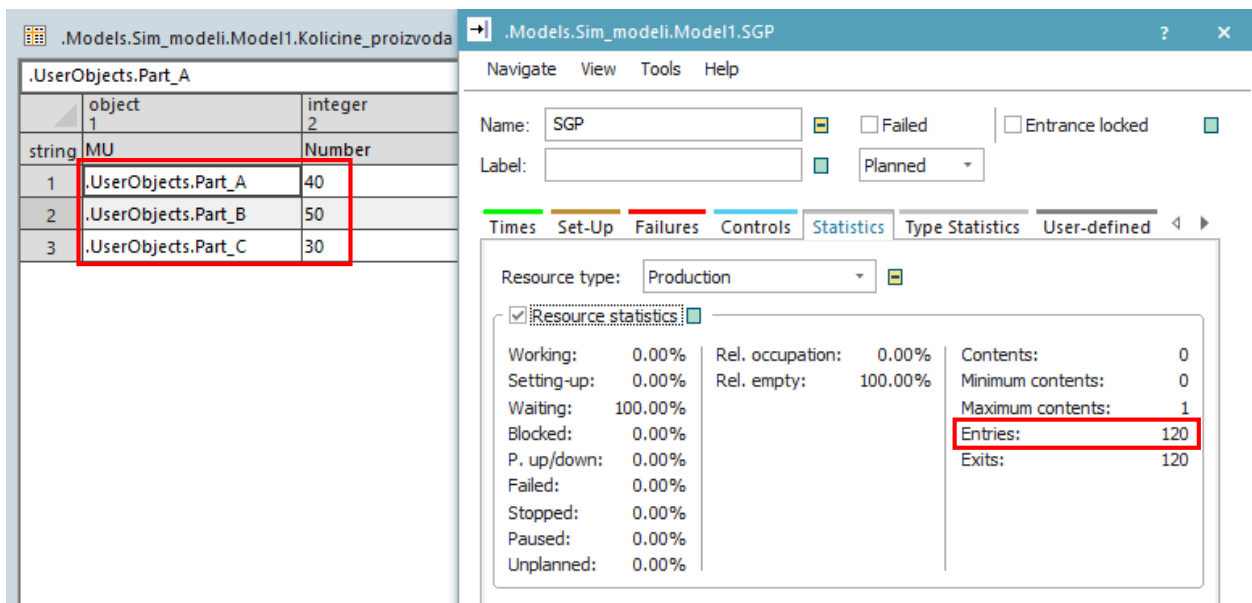 .Models.Sim_modeli.Model1.Kolicine_proizvoda
.UserObjects.Part_A
object integer
1 2
string MU Number
1 .UserObjects.Part_A 40
2 .UserObjects.Part_B 50
3 .UserObjects.Part_C 30
.Models.Sim_modeli.Model1.SGP ? ×
Navigate View Tools Help
Name: SGP Failed Entrance locked
Label: Planned
Times Set-Up Failures Controls Statistics Type Statistics User-defined
Resource type: Production
Resource statistics
Working: 0.00% Rel. occupation: 0.00% Contents: 0
Setting-up: 0.00% Rel. empty: 100.00% Minimum contents: 0
Waiting: 100.00% Maximum contents: 1
Blocked: 0.00% Entries: 120
P. up/down: 0.00% Exits: 120
Failed: 0.00%
Stopped: 0.00%
Paused: 0.00%
Unplanned: 0.00%